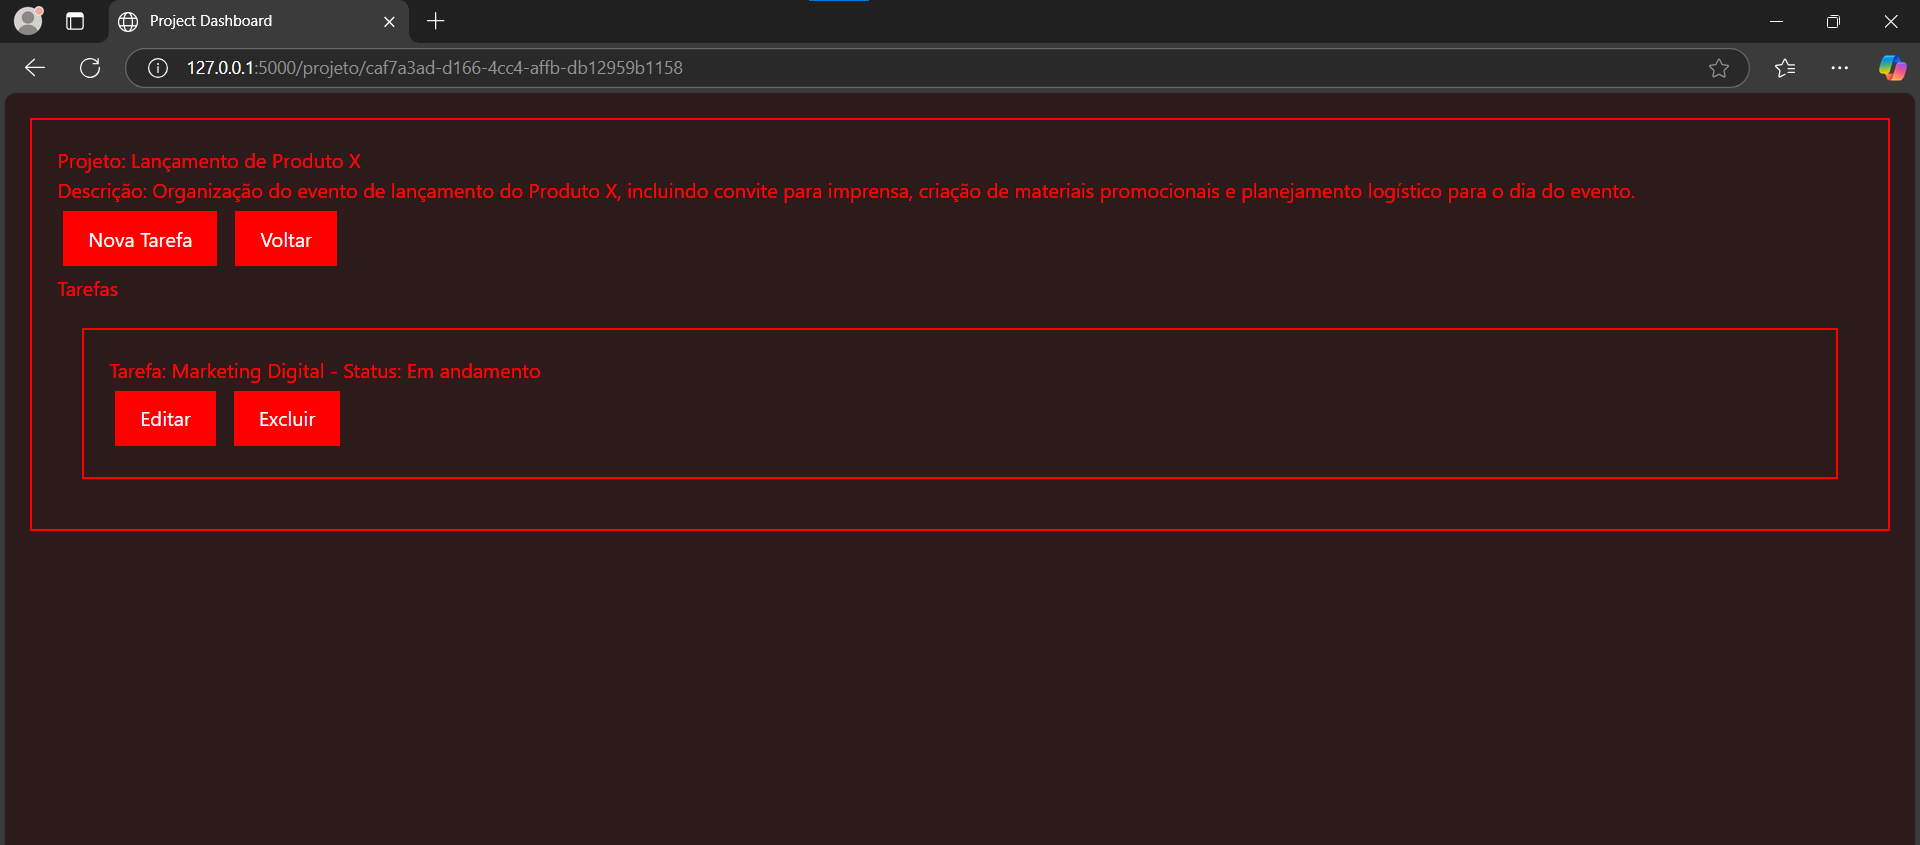 Project Dashboard
127.0.0.1:5000/projeto/caf7a3ad-d166-4cc4-affb-db12959b1158
Projeto: Lançamento de Produto X
Descrição: Organização do evento de lançamento do Produto X, incluindo convite para imprensa, criação de materiais promocionais e planejamento logístico para o dia do evento.
Nova Tarefa Voltar
Tarefas
Tarefa: Marketing Digital - Status: Em andamento
Editar Excluir